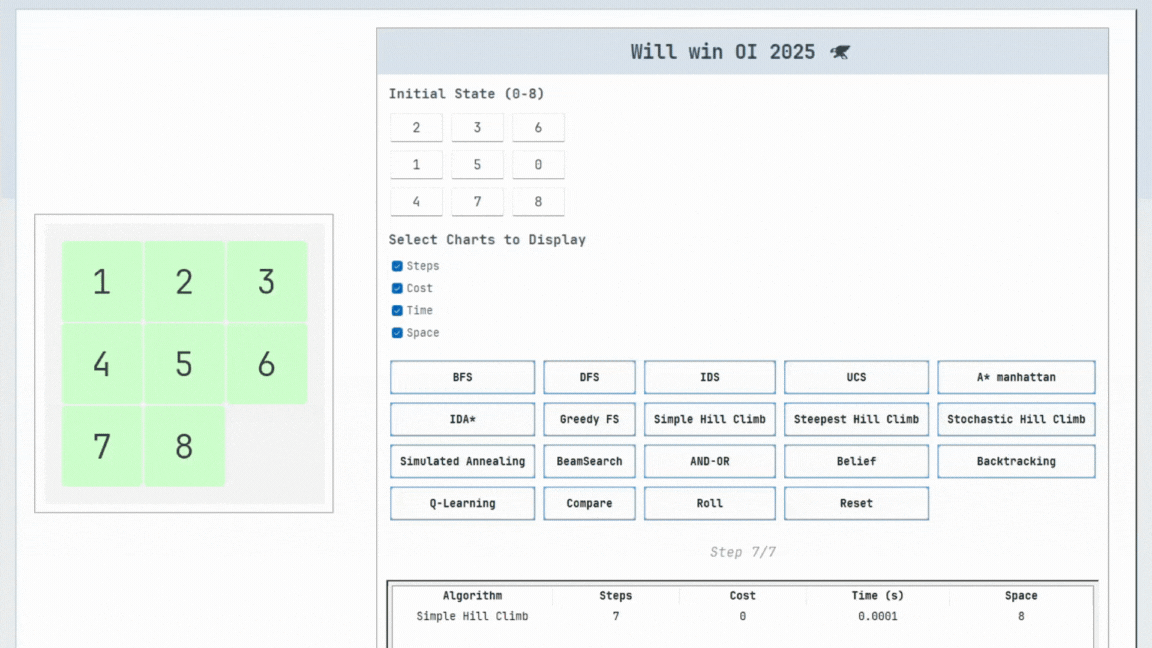 Will win OI 2025
Initial State (0-8)
2 3 6
1 5 0
4 7 8
Select Charts to Display
Steps
Cost
Time
Space
1 2 3
4 5 6
7 8
BFS DFS IDS UCS A* manhattan
IDA* Greedy FS Simple Hill Climb Steepest Hill Climb Stochastic Hill Climb
Simulated Annealing BeamSearch AND-OR Belief Backtracking
Q-Learning Compare Roll Reset
Step 7/7
Algorithm Steps Cost Time (s) Space
Simple Hill Climb 7 0 0.0001 8